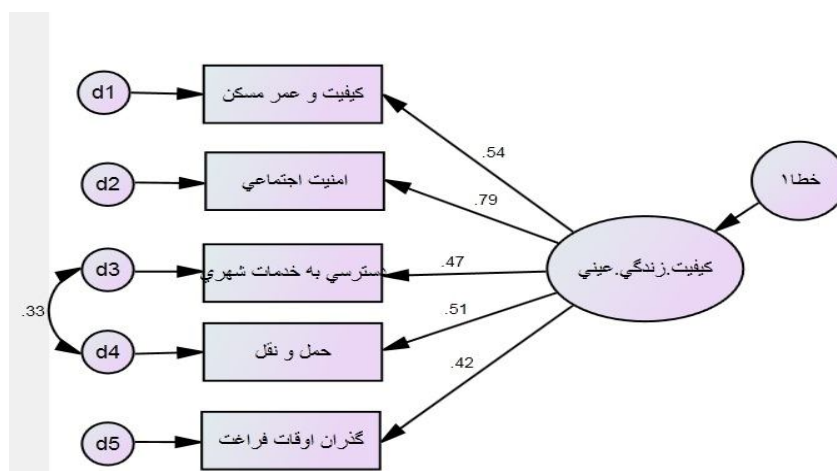 d1
کیفیت و عمر مسکن
.54
d2
امنیت اجتماعي
.79
خطا۱
d3
دسترسي به خدمات شهري
.47
کیفیت.زندگي.عیني
.33
d4
حمل و نقل
.51
d5
گذران اوقات فراغت
.42